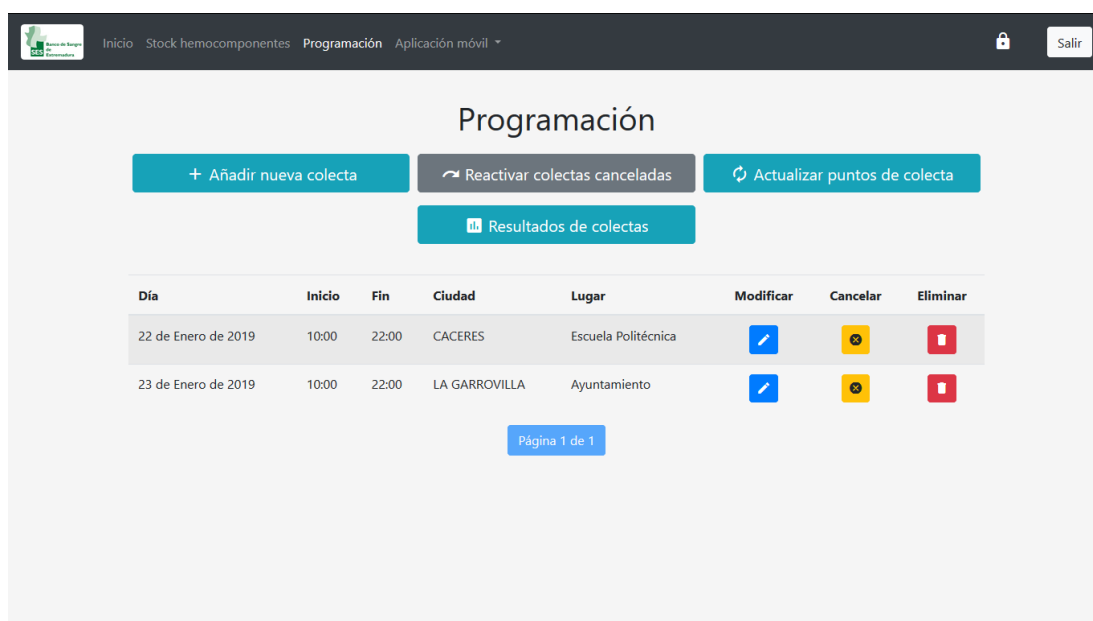 SES Banco de Sangre
de
Extremadura
Inicio Stock hemocomponentes Programación Aplicación móvil Salir
Programación
+ Añadir nueva colecta Reactivar colectas canceladas Actualizar puntos de colecta
Resultados de colectas
Día Inicio Fin Ciudad Lugar Modificar Cancelar Eliminar
22 de Enero de 2019 10:00 22:00 CACERES Escuela Politécnica
23 de Enero de 2019 10:00 22:00 LA GARROVILLA Ayuntamiento
Página 1 de 1